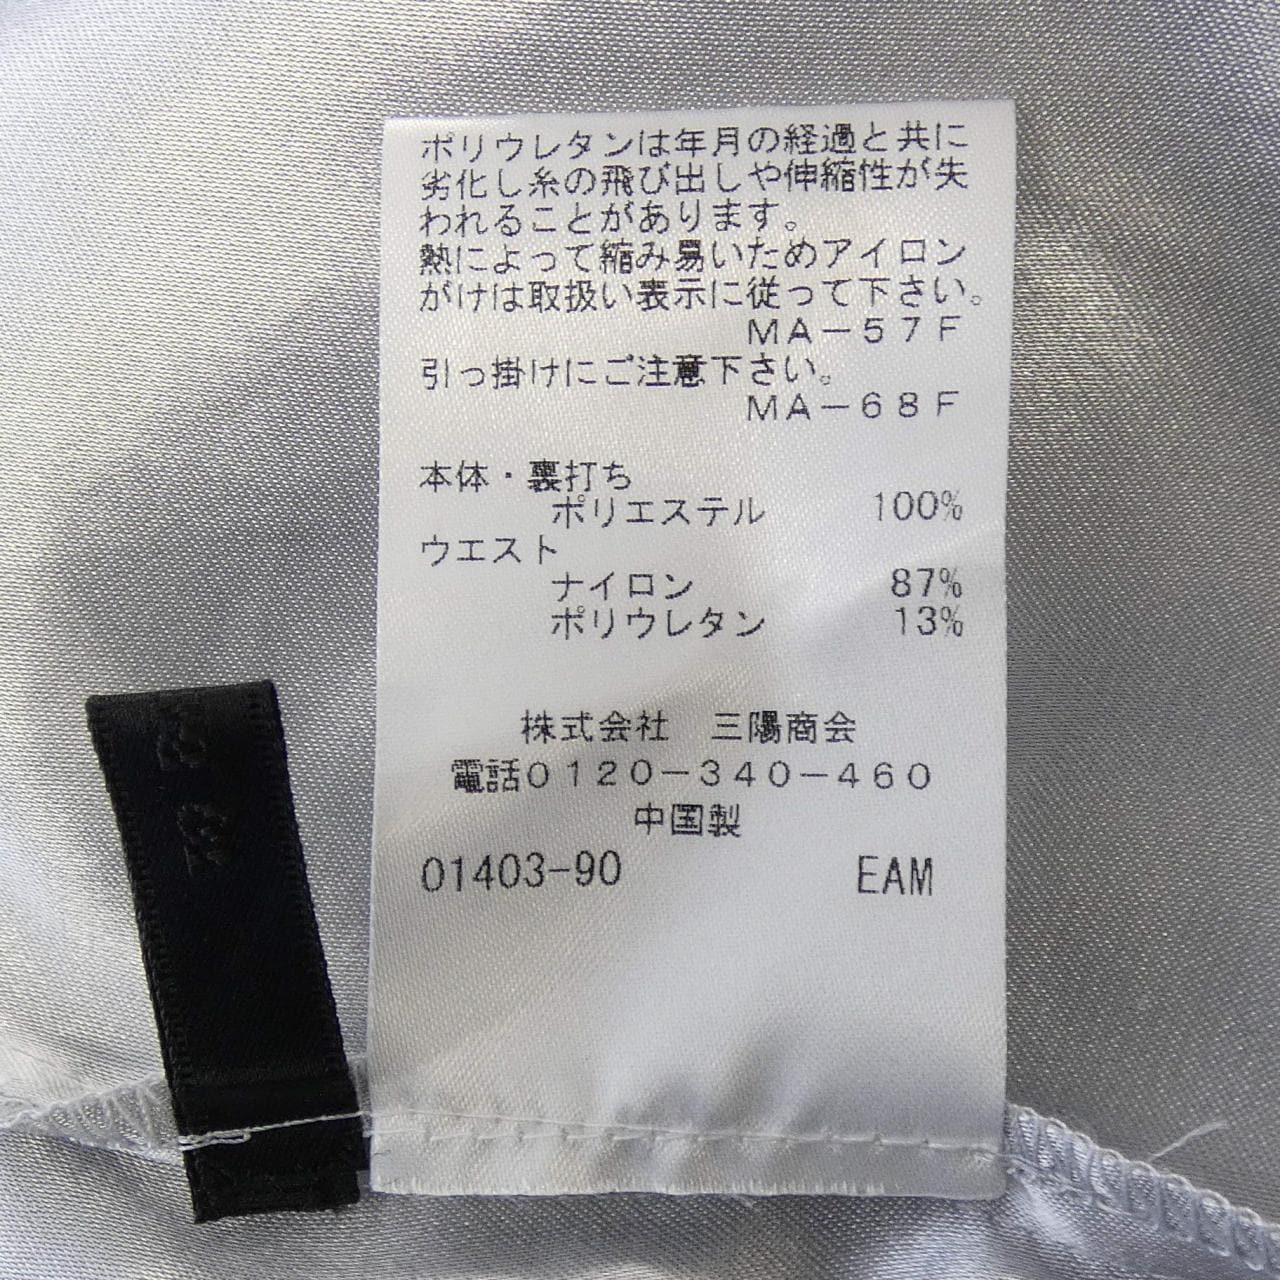 ポリウレタンは年月の経過と共に
劣化し糸の飛び出しや伸縮性が失
われることがあります。
熱によって縮み易いためアイロン
がけは取扱い表示に従って下さい。
ＭＡ－５７Ｆ
引っ掛けにご注意下さい。
ＭＡ－６８Ｆ
本体・裏打ち
ポリエステル 100%
ウエスト
ナイロン 87%
ポリウレタン 13%
株式会社　三陽商会
電話０１２０－３４０－４６０
中国製
01403-90 EAM